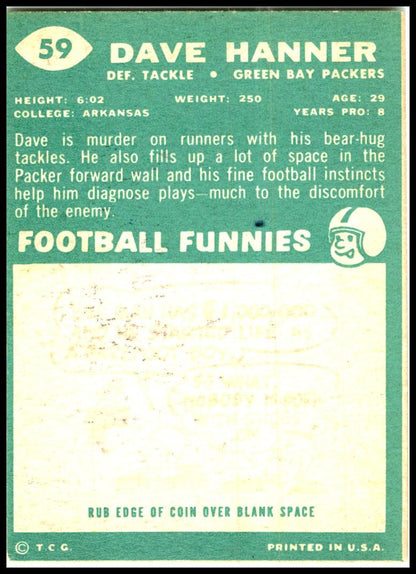 59
DAVE HANNER
DEF. TACKLE • GREEN BAY PACKERS
HEIGHT: 6:02 WEIGHT: 250 AGE: 29
COLLEGE: ARKANSAS YEARS PRO: 8
Dave is murder on runners with his bear-hug
tackles. He also fills up a lot of space in the
Packer forward wall and his fine football instincts
help him diagnose plays—much to the discomfort
of the enemy.
FOOTBALL FUNNIES
RUB EDGE OF COIN OVER BLANK SPACE
© T.C.G. PRINTED IN U.S.A.